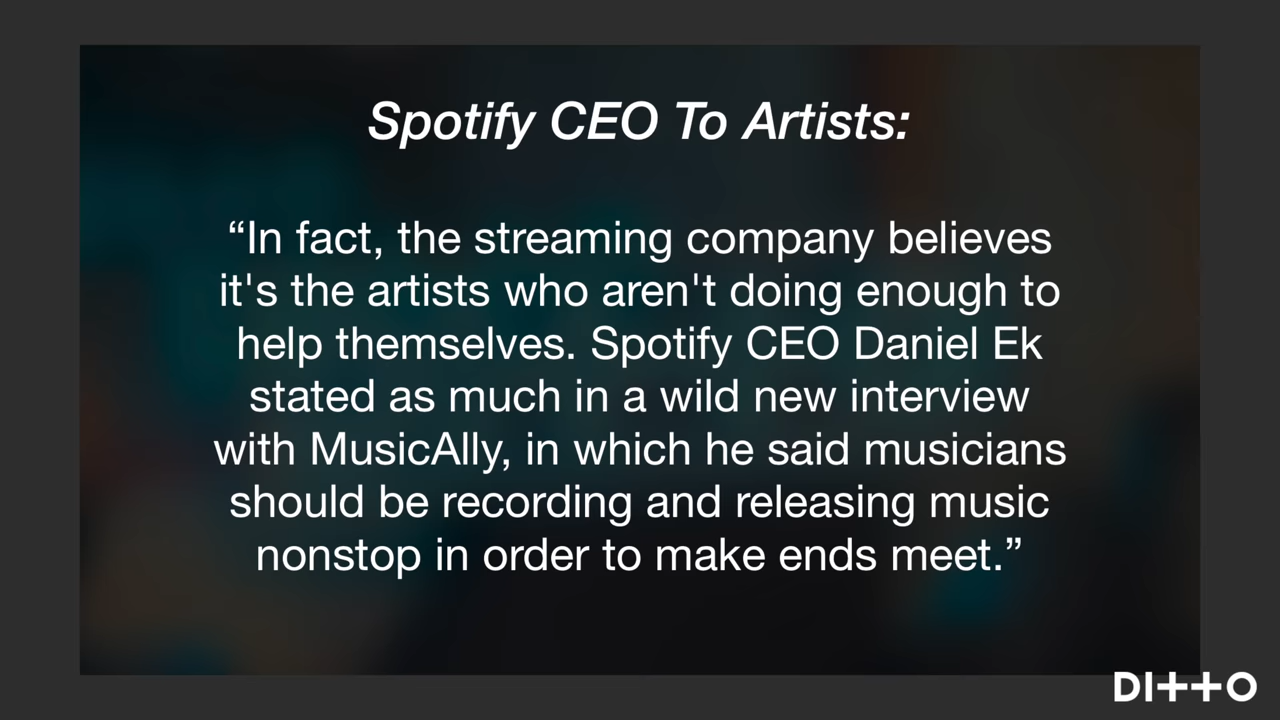 Spotify CEO To Artists:
“In fact, the streaming company believes
it's the artists who aren't doing enough to
help themselves. Spotify CEO Daniel Ek
stated as much in a wild new interview
with MusicAlly, in which he said musicians
should be recording and releasing music
nonstop in order to make ends meet.”
DITTO